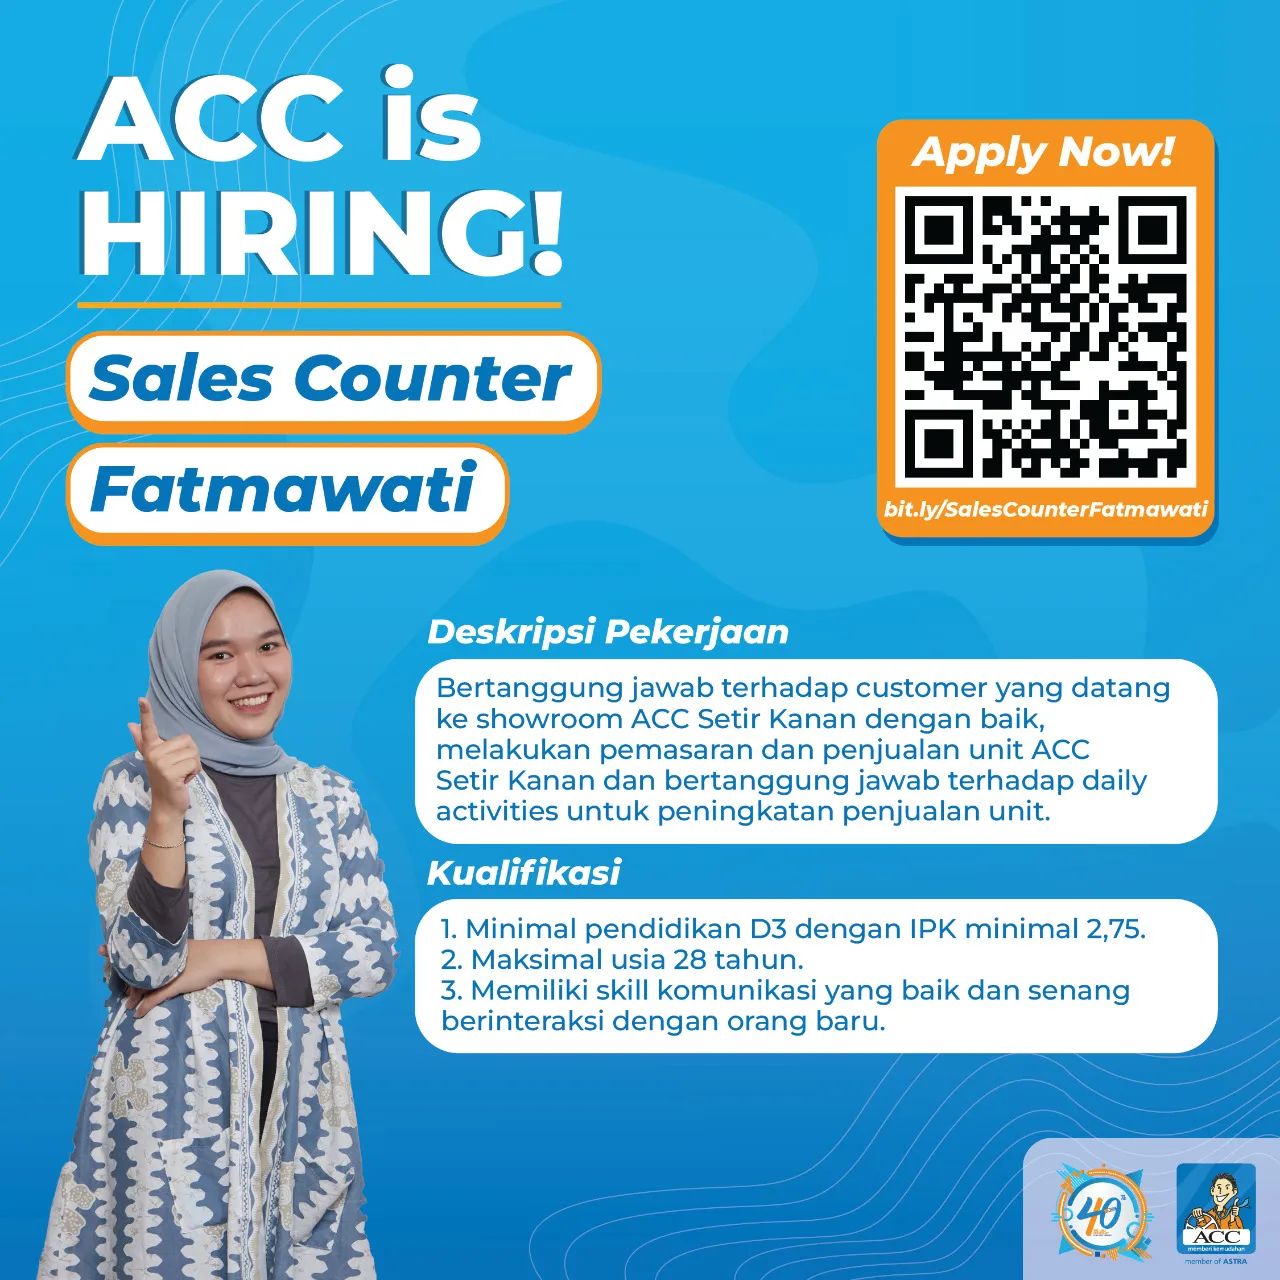 ACC is
HIRING!
Sales Counter
Fatmawati
Apply Now!
bit.ly/SalesCounterFatmawati
Deskripsi Pekerjaan
Bertanggung jawab terhadap customer yang datang
ke showroom ACC Setir Kanan dengan baik,
melakukan pemasaran dan penjualan unit ACC
Setir Kanan dan bertanggung jawab terhadap daily
activities untuk peningkatan penjualan unit.
Kualifikasi
1. Minimal pendidikan D3 dengan IPK minimal 2,75.
2. Maksimal usia 28 tahun.
3. Memiliki skill komunikasi yang baik dan senang
berinteraksi dengan orang baru.
40
ACC
memberi kemudahan
member of ASTRA